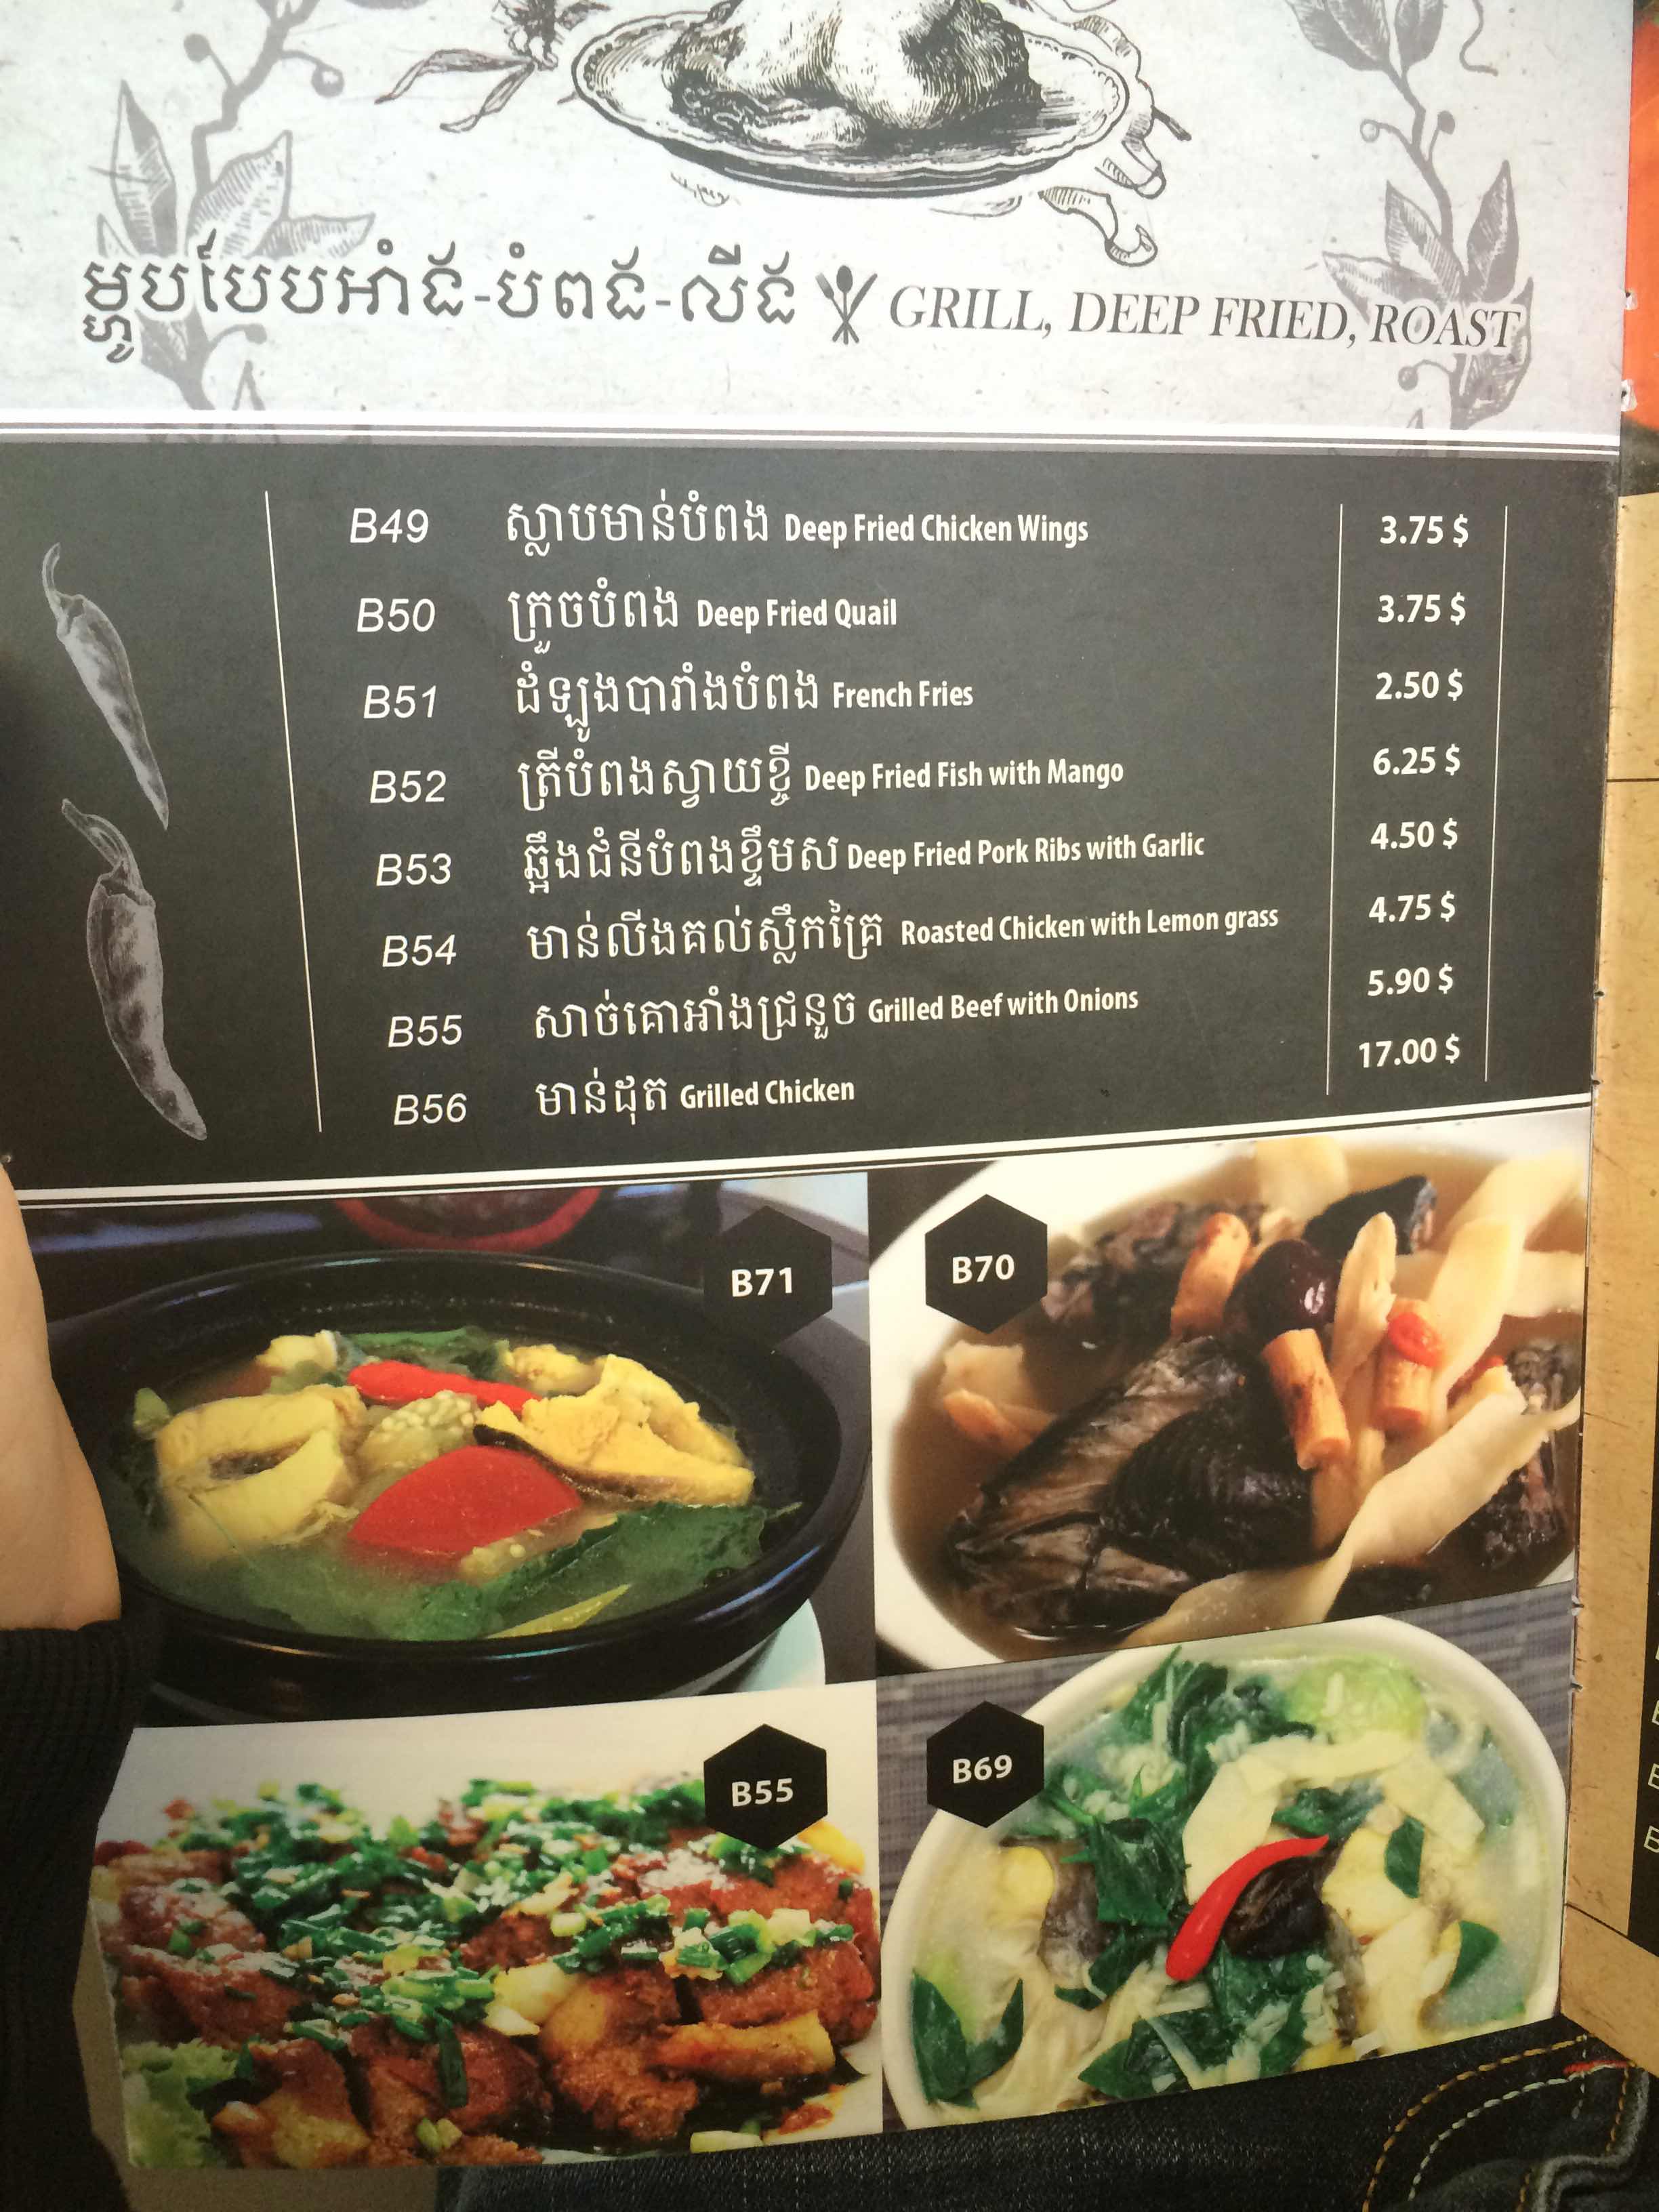 ម្ហូបបែបអាំង-បំពង-លីង GRILL, DEEP FRIED, ROAST
B49 ស្លាបមាន់បំពង Deep Fried Chicken Wings 3.75 $
B50 ក្រួចបំពង Deep Fried Quail 3.75 $
B51 ដំឡូងបារាំងបំពង French Fries 2.50 $
B52 ត្រីបំពងស្វាយខ្ចី Deep Fried Fish with Mango 6.25 $
B53 ឆ្អឹងជំនីបំពងខ្ទឹមស Deep Fried Pork Ribs with Garlic 4.50 $
B54 មាន់លីងគល់ស្លឹកគ្រៃ Roasted Chicken with Lemon grass 4.75 $
B55 សាច់គោអាំងជ្រនួច Grilled Beef with Onions 5.90 $
B56 មាន់ដុត Grilled Chicken 17.00 $
B71
B70
B55
B69